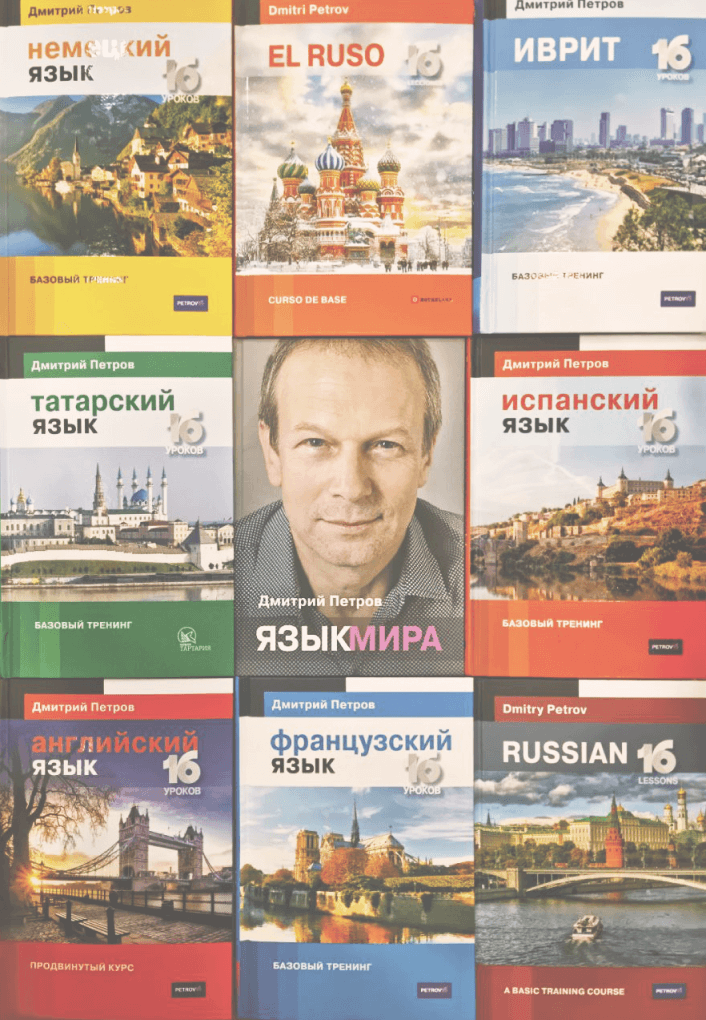 Дмитрий Петров
немецкий
язык
16
УРОКОВ
БАЗОВЫЙ ТРЕНИНГ
PETROV
Dmitri Petrov
EL RUSO
16
CURSO DE BASE
Дмитрий Петров
ИВРИТ
16
УРОКОВ
БАЗОВЫЙ ТРЕНИНГ
PETROV
Дмитрий Петров
татарский
язык
16
УРОКОВ
БАЗОВЫЙ ТРЕНИНГ
ТАРТАРИЯ
Дмитрий Петров
ЯЗЫКМИРА
Дмитрий Петров
испанский
язык
16
УРОКОВ
БАЗОВЫЙ ТРЕНИНГ
PETROV
Дмитрий Петров
английский
язык
16
УРОКОВ
ПРОДВИНУТЫЙ КУРС
PETROV
Дмитрий Петров
французский
язык
16
УРОКОВ
БАЗОВЫЙ ТРЕНИНГ
PETROV
Dmitry Petrov
RUSSIAN
16
LESSONS
A BASIC TRAINING COURSE
PETROV